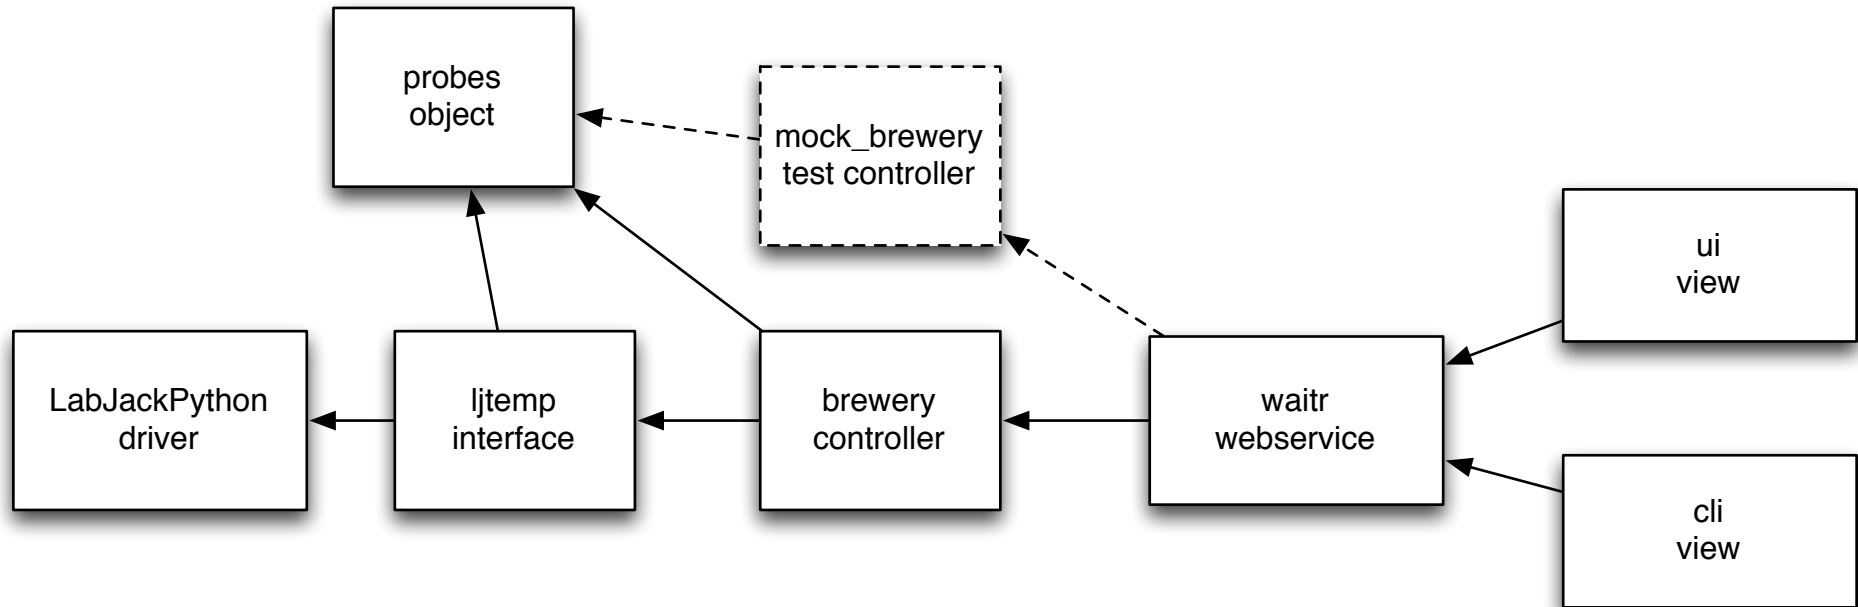 probes
object
mock_brewery
test controller
ui
view
LabJackPython
driver
ljtemp
interface
brewery
controller
waitr
webservice
cli
view